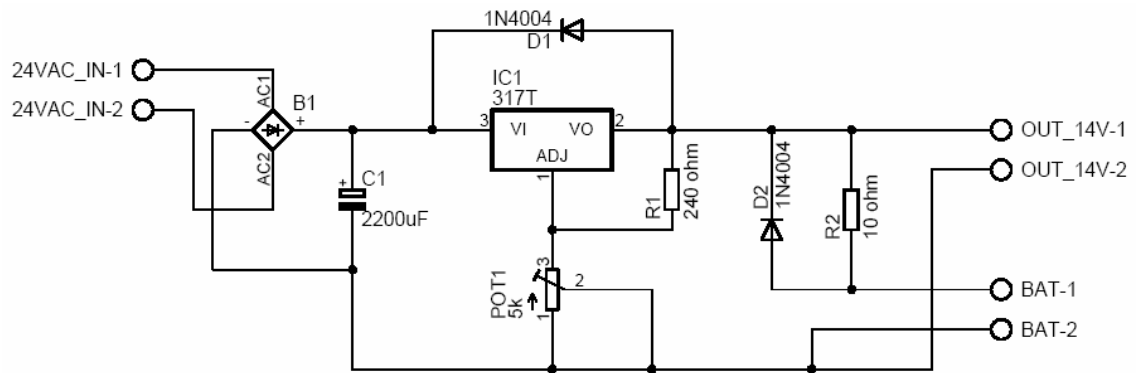 1N4004
D1
24VAC_IN-1
24VAC_IN-2
AC1
AC2
B1
-
+
IC1
317T
3
VI
VO
2
ADJ
1
+
C1
2200uF
R1
240 ohm
D2
1N4004
R2
10 ohm
OUT_14V-1
OUT_14V-2
POT1
5k
3
2
1
BAT-1
BAT-2